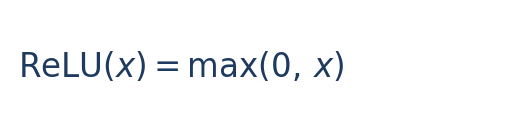 ReLU(x) = max(0, x)